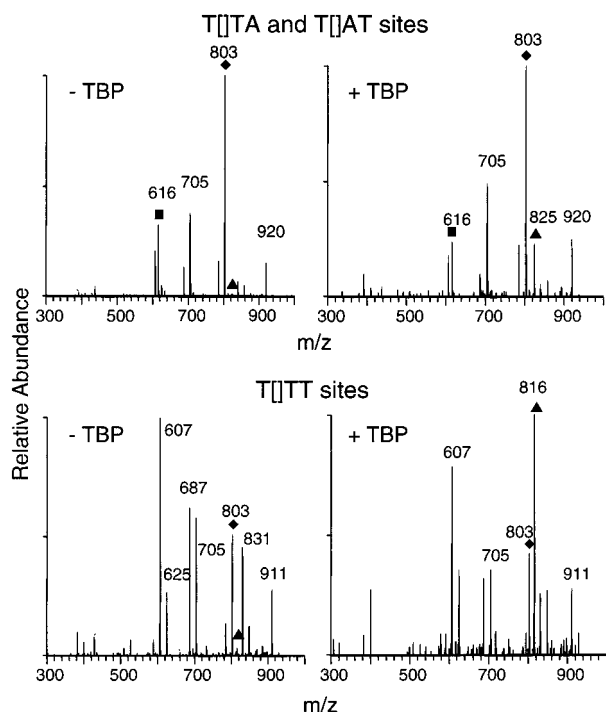 T[]TA and T[]AT sites
- TBP
803
616
705
920
300 500 700 900
m/z
+ TBP
803
705
616
825
920
300 500 700 900
m/z
Relative Abundance
T[]TT sites
- TBP
607
687
803
705
831
625
911
300 500 700 900
m/z
+ TBP
816
607
803
705
911
300 500 700 900
m/z